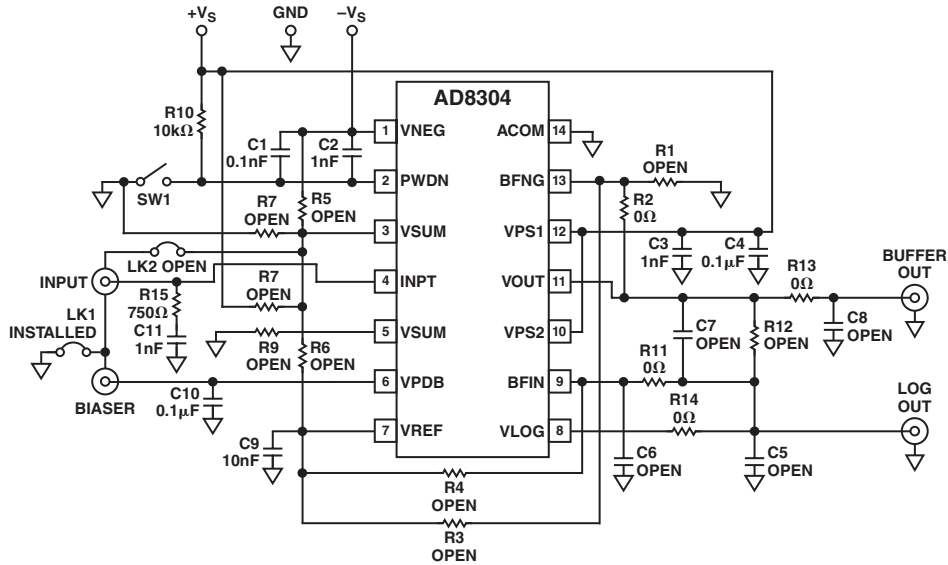 +VS
GND
–VS
AD8304
R10
10kΩ
C1
0.1nF
C2
1nF
1
VNEG
ACOM
14
R1
OPEN
2
PWDN
BFNG
13
SW1
R7
OPEN
R5
OPEN
R2
0Ω
3
VSUM
VPS1
12
LK2 OPEN
C3
1nF
C4
0.1µF
BUFFER
OUT
INPUT
R15
750Ω
4
INPT
VOUT
11
R13
0Ω
R7
OPEN
LK1
INSTALLED
C11
1nF
5
VSUM
VPS2
10
C7
OPEN
R12
OPEN
C8
OPEN
R9
OPEN
R6
OPEN
R11
0Ω
6
VPDB
BFIN
9
BIASER
C10
0.1µF
R14
0Ω
LOG
OUT
7
VREF
VLOG
8
C9
10nF
C6
OPEN
C5
OPEN
R4
OPEN
R3
OPEN